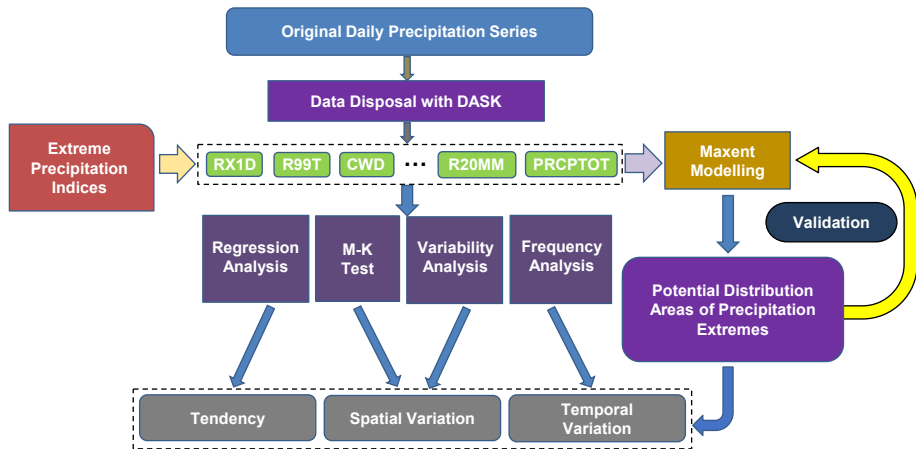 Original Daily Precipitation Series
Data Disposal with DASK
Extreme
Precipitation
Indices
RX1D
R99T
CWD
...
R20MM
PRCPTOT
Maxent
Modelling
Validation
Regression
Analysis
M-K
Test
Variability
Analysis
Frequency
Analysis
Potential Distribution
Areas of Precipitation
Extremes
Tendency
Spatial Variation
Temporal
Variation